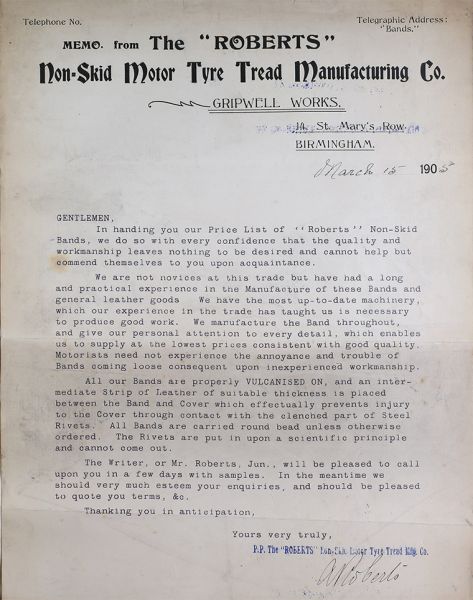 Telephone No.
Telegraphic Address:
"Bands."
MEMO. from The "ROBERTS"
Non-Skid Motor Tyre Tread Manufacturing Co.
GRIPWELL WORKS.
14, St. Mary's Row,
BIRMINGHAM.
March 15 1905
GENTLEMEN,
In handing you our Price List of ''Roberts'' Non-Skid
Bands, we do so with every confidence that the quality and
workmanship leaves nothing to be desired and cannot help but
commend themselves to you upon acquaintance.
We are not novices at this trade but have had a long
and practical experience in the Manufacture of these Bands and
general leather goods We have the most up-to-date machinery,
which our experience in the trade has taught us is necessary
to produce good work. We manufacture the Band throughout,
and give our personal attention to every detail, which enables
us to supply at the lowest prices consistent with good quality.
Motorists need not experience the annoyance and trouble of
Bands coming loose consequent upon inexperienced workmanship.
All our Bands are properly VULCANISED ON, and an inter-
mediate Strip of Leather of suitable thickness is placed
between the Band and Cover which effectually prevents injury
to the Cover through contact with the clenched part of Steel
Rivets. All Bands are carried round bead unless otherwise
ordered. The Rivets are put in upon a scientific principle
and cannot come out.
The Writer, or Mr. Roberts, Jun., will be pleased to call
upon you in a few days with samples. In the meantime we
should very much esteem your enquiries, and should be pleased
to quote you terms, &c.
Thanking you in anticipation,
Yours very truly,
P.P. The "ROBERTS" Non-Skid Motor Tyre Tread Mfg. Co.
A Roberts